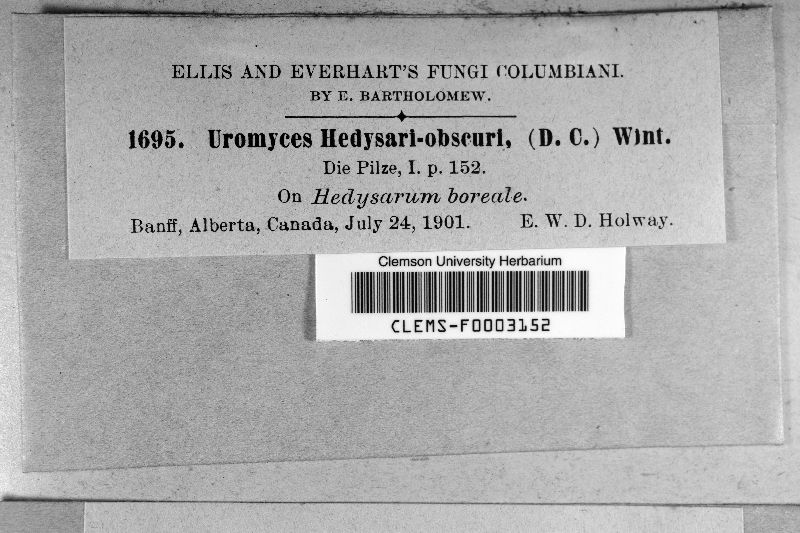 ELLIS AND EVERHART'S FUNGI COLUMBIANI.
BY E. BARTHOLOMEW.
1695. Uromyces Hedysari-obscuri, (D. C.) Wint.
Die Pilze, I. p. 152.
On Hedysarum boreale.
Banff, Alberta, Canada, July 24, 1901. E. W. D. Holway.
Clemson University Herbarium
CLEMS-F0003152